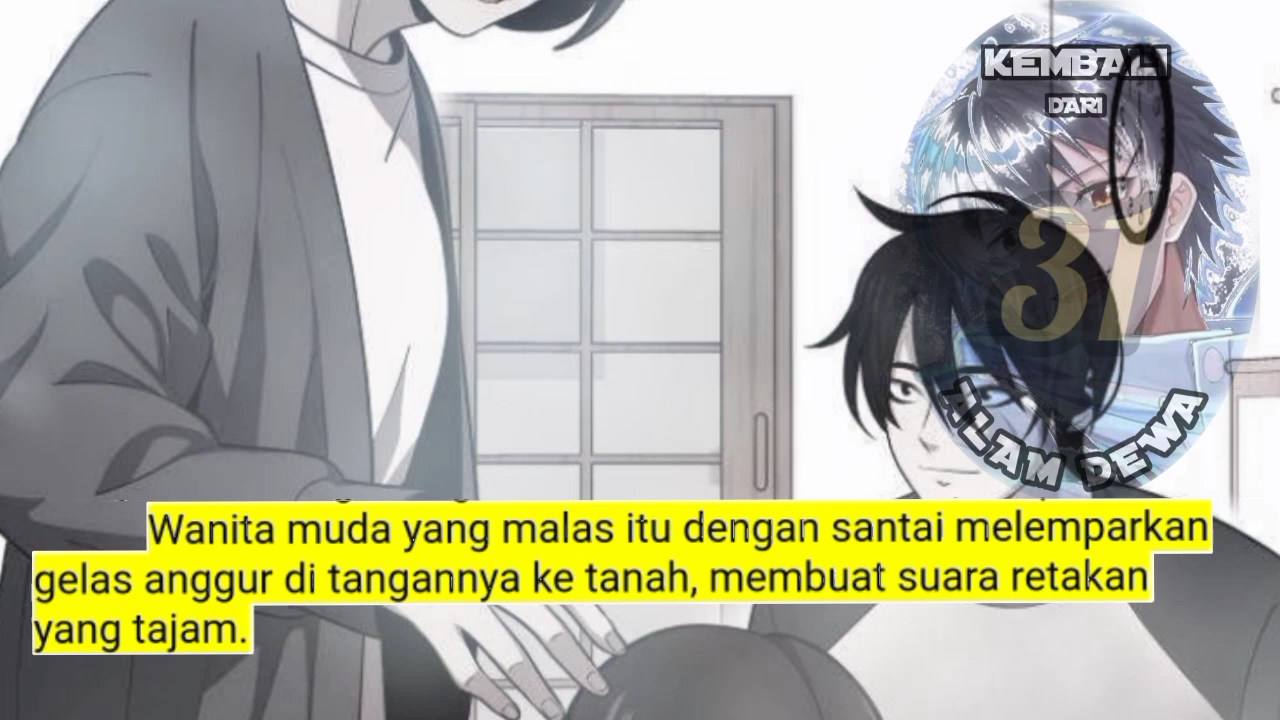 KEMBALI
DARI
31
ALAM DEWA
Wanita muda yang malas itu dengan santai melemparkan
gelas anggur di tangannya ke tanah, membuat suara retakan
yang tajam.